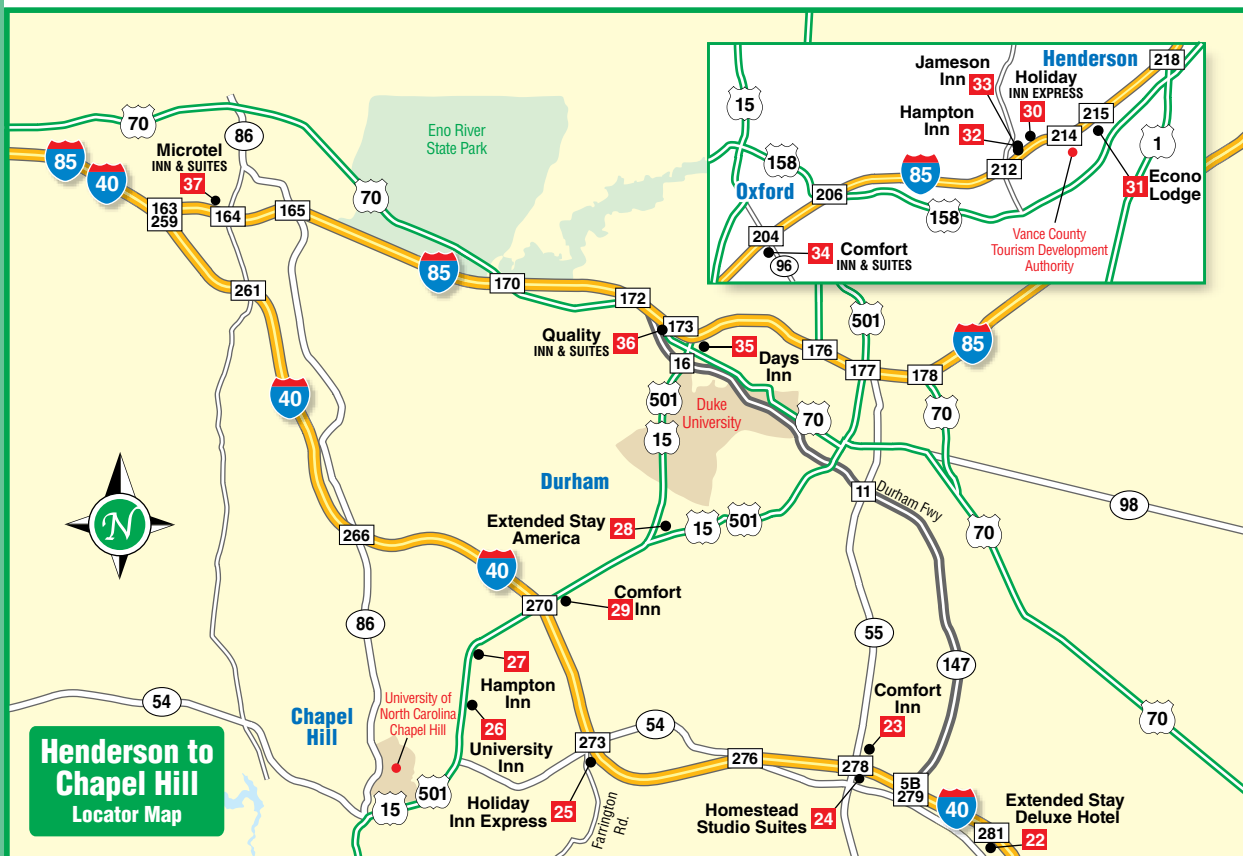 70
86
Eno River
State Park
85
40
Microtel
INN & SUITES
37
163
259
164
165
70
85
170
172
261
40
Quality
INN & SUITES
36
173
35
Days
Inn
16
176
177
178
501
85
70
501
15
Duke
University
70
Durham
11
Durham Fwy
98
70
Extended Stay
America
28
15
501
266
40
270
29
Comfort
Inn
86
27
Hampton
Inn
26
University
Inn
55
147
54
Chapel
Hill
University of
North Carolina
Chapel Hill
273
54
276
Comfort
Inn
23
278
5B
279
70
15
501
Holiday
Inn Express
25
Farrington
Rd.
Homestead
Studio Suites
24
40
Extended Stay
Deluxe Hotel
281
22
Henderson to
Chapel Hill
Locator Map
N
Jameson
Inn
33
Henderson
Holiday
INN EXPRESS
30
218
15
Hampton
Inn
32
215
214
1
158
85
212
Oxford
206
158
31
Econo
Lodge
204
34
Comfort
INN & SUITES
96
Vance County
Tourism Development
Authority